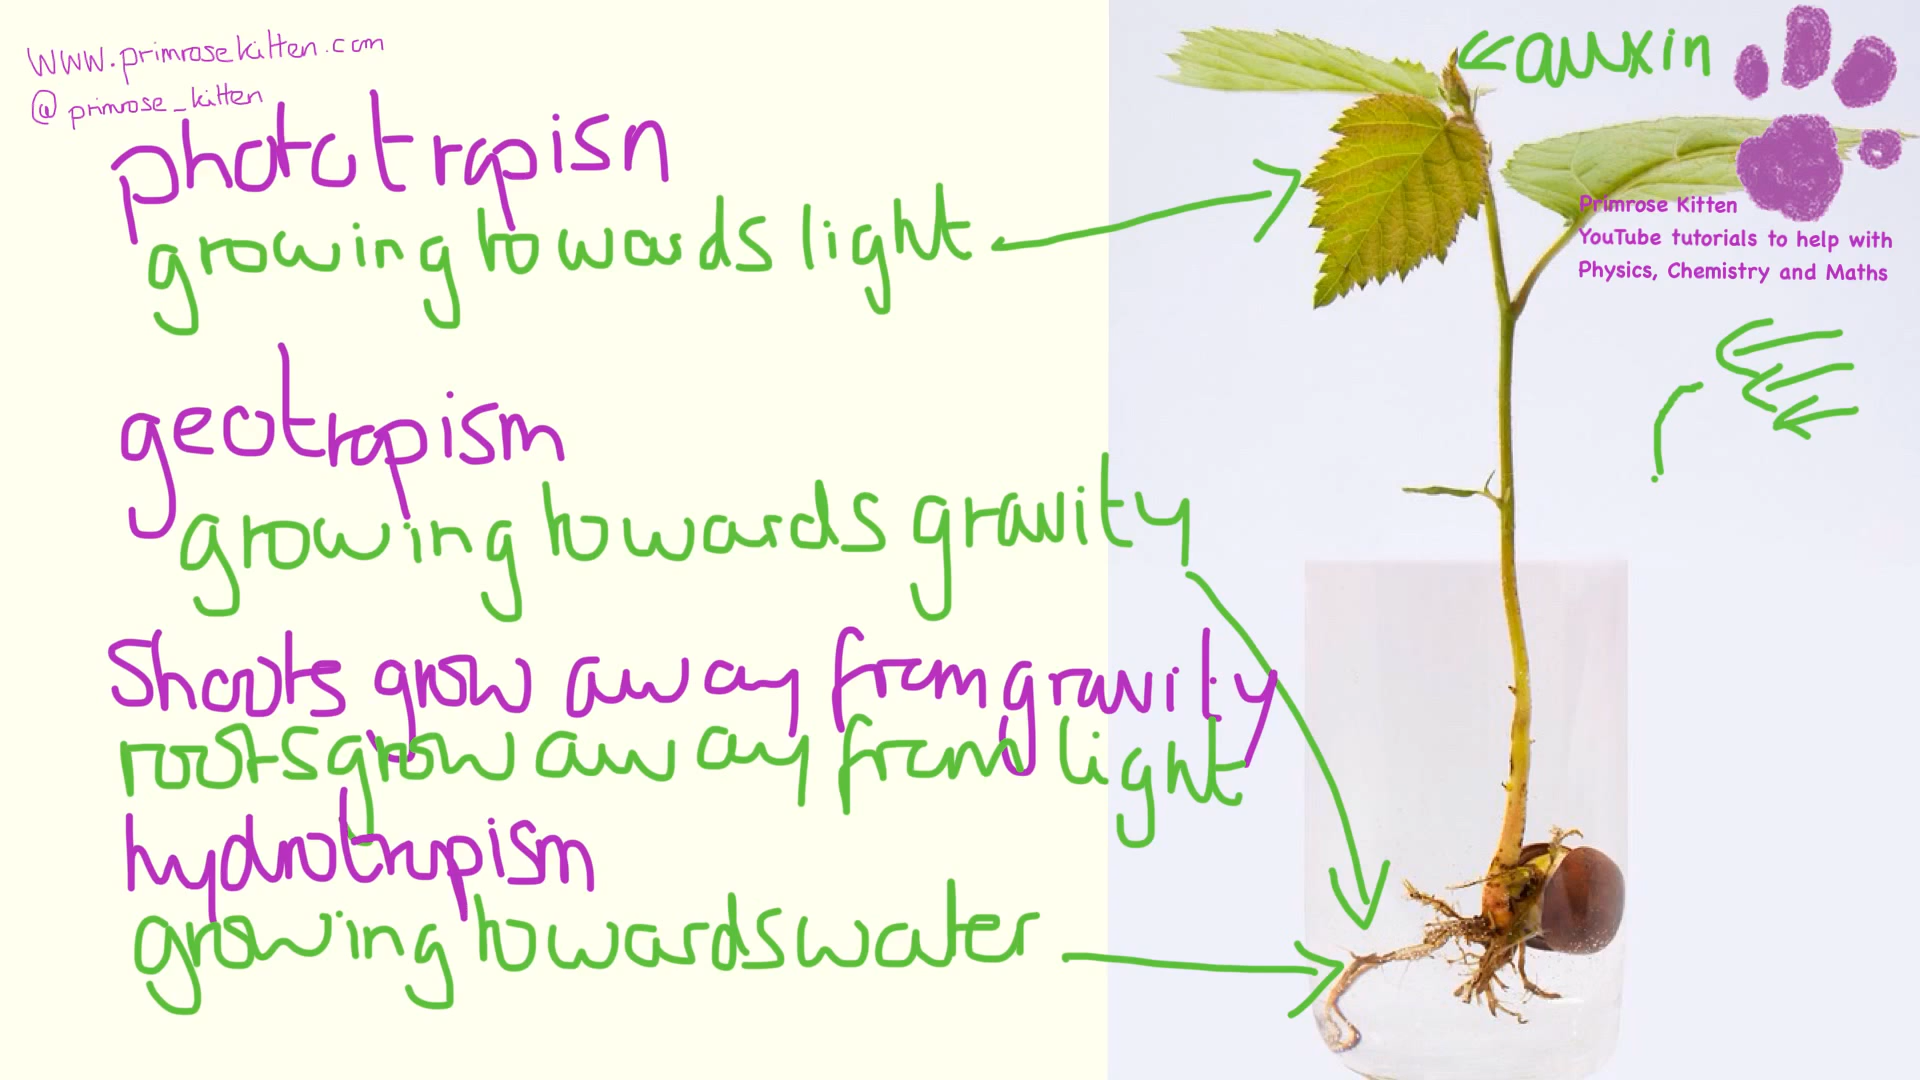 www.primrosekitten.com
@primrose_kitten
phototropism
growing towards light
geotropism
growing towards gravity
Shoots grow away from gravity
roots grow away from light
hydrotropism
growing towards water
auxin
Primrose Kitten
YouTube tutorials to help with
Physics, Chemistry and Maths